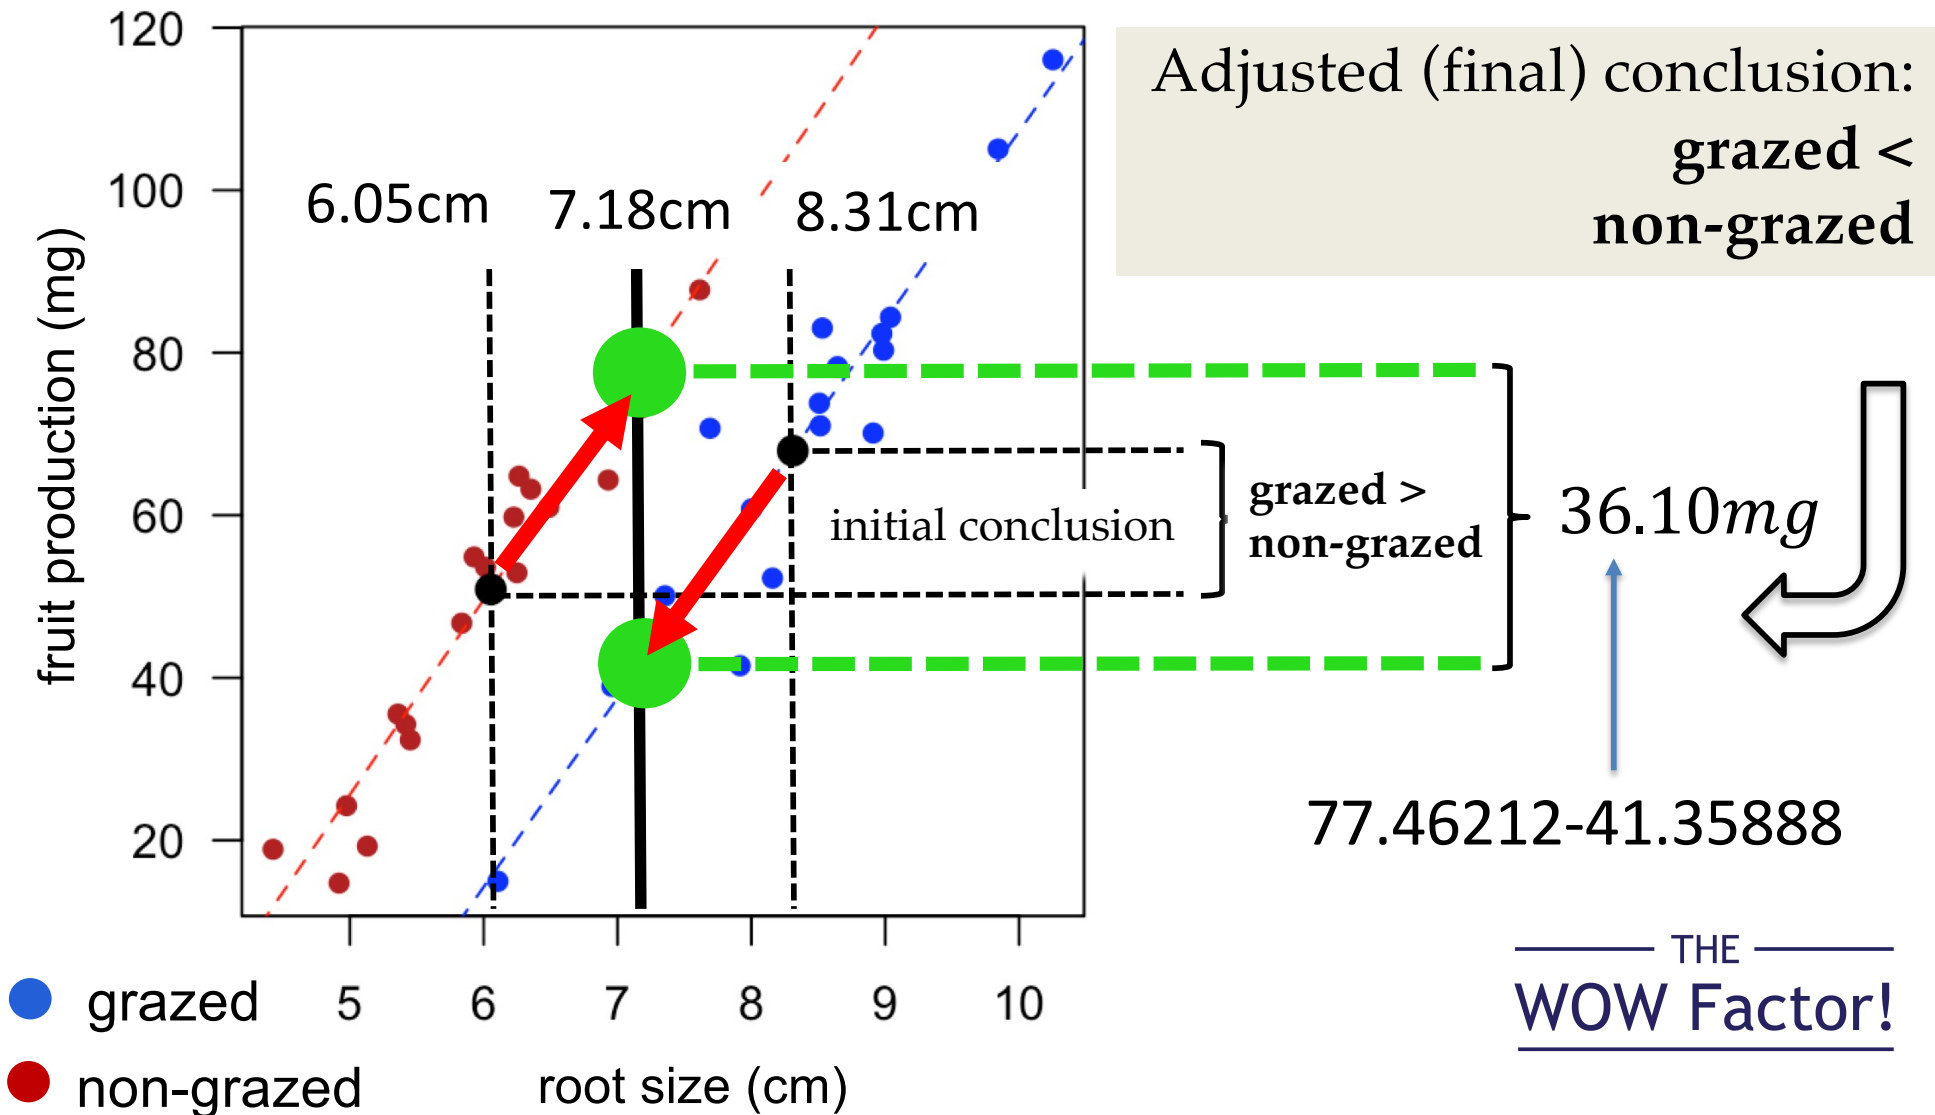 120
100
80
60
40
20
fruit production (mg)
6.05cm
7.18cm
8.31cm
Adjusted (final) conclusion:
grazed <
non-grazed
initial conclusion
grazed >
non-grazed
36.10mg
77.46212-41.35888
5 6 7 8 9 10
root size (cm)
grazed
non-grazed
THE
WOW Factor!